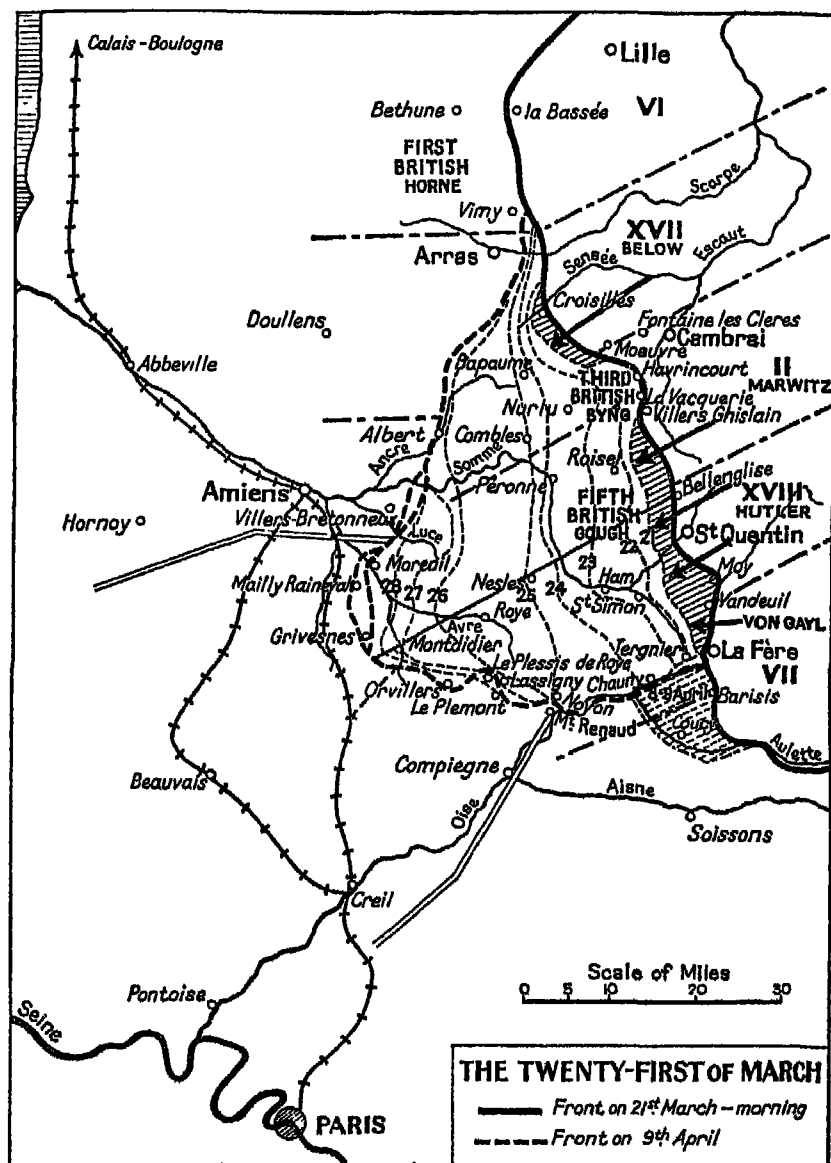 Calais-Boulogne
Lille
Bethune
la Bassée
VI
FIRST
BRITISH
HORNE
Vimy
Scarpe
XVII
BELOW
Escaut
Arras
Sensée
Croisilles
Doullens
Fontaine les Cleres
Cambrai
Abbeville
Moeuvre
Havrincourt
II
MARWITZ
Bapaume
THIRD
BRITISH
BYNG
La Vacquerie
Villers Ghislain
Nurlu
Albert
Combles
Ancre
Somme
Roisel
Péronne
Bellenglise
Amiens
XVIII
HUTLER
Villers-Bretonneux
FIFTH
BRITISH
GOUGH
Hornoy
Luce
St Quentin
22
21
Moreuil
23
Moy
Mailly Raineval
28
27
26
Nesles
25
24
Ham
St Simon
Vandeuil
Roye
VON GAYL
Avre
Grivesnes
Montdidier
Tergnier
La Fère
VII
Le Plessis de Roye
Lassigny
Chauny
Orvillers
Le Plemont
Noyon
Barisis
Mt Renaud
Coucy
Ailette
Compiegne
Beauvais
Oise
Aisne
Soissons
Creil
Scale of Miles
0 5 10 20 30
Pontoise
Seine
PARIS
THE TWENTY-FIRST OF MARCH
Front on 21st March - morning
Front on 9th April